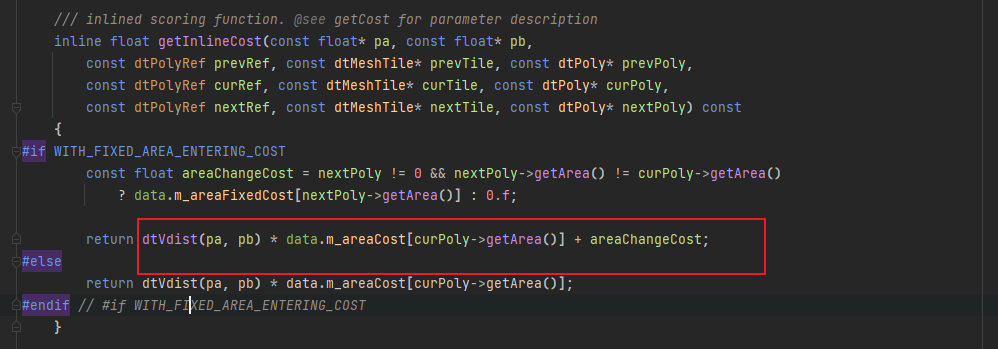 /// inlined scoring function. @see getCost for parameter description
inline float getInlineCost(const float* pa, const float* pb,
const dtPolyRef prevRef, const dtMeshTile* prevTile, const dtPoly* prevPoly,
const dtPolyRef curRef, const dtMeshTile* curTile, const dtPoly* curPoly,
const dtPolyRef nextRef, const dtMeshTile* nextTile, const dtPoly* nextPoly) const
{
#if WITH_FIXED_AREA_ENTERING_COST
const float areaChangeCost = nextPoly != 0 && nextPoly->getArea() != curPoly->getArea()
? data.m_areaFixedCost[nextPoly->getArea()] : 0.f;
return dtVdist(pa, pb) * data.m_areaCost[curPoly->getArea()] + areaChangeCost;
#else
return dtVdist(pa, pb) * data.m_areaCost[curPoly->getArea()];
#endif // #if WITH_FIXED_AREA_ENTERING_COST
}